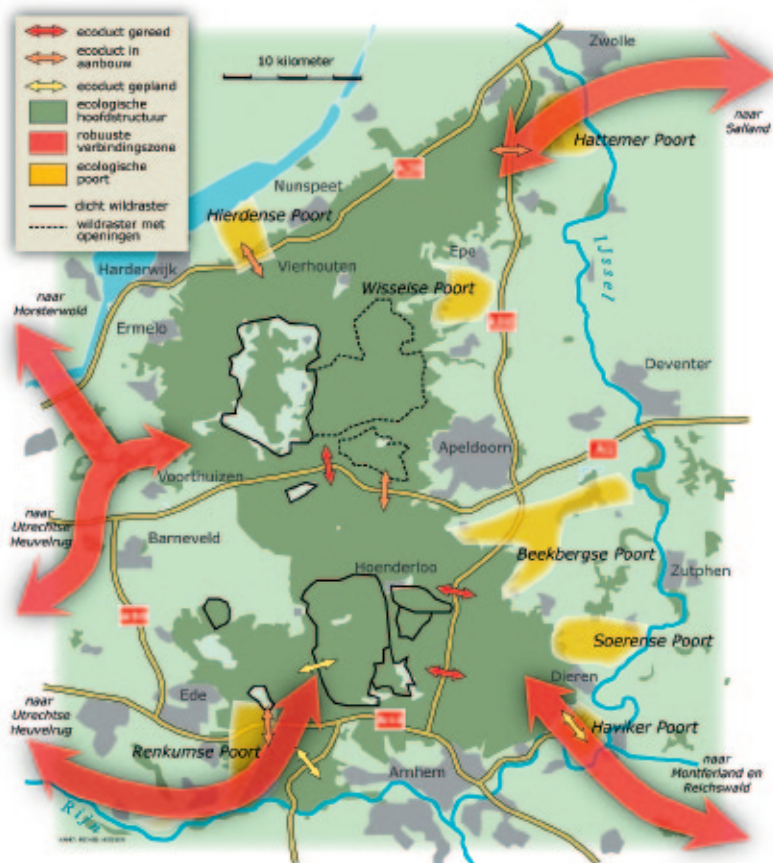 ecoduct gereed
ecoduct in
aanbouw
ecoduct gepland
ecologische
hoofdstructuur
robuuste
verbindingszone
ecologische
poort
dicht wildraster
wildraster met
openingen
10 kilometer
Zwolle
naar
Salland
Hattemer Poort
Nunspeet
Hierdense Poort
IJssel
Epe
Harderwijk
Vierhouten
Wisselse Poort
naar
Horsterwold
Ermelo
Deventer
Apeldoorn
A1
Voorthuizen
naar
Utrechtse
Heuvelrug
Barneveld
Beekbergse Poort
Hoenderloo
Zutphen
Soerense Poort
Dieren
naar
Utrechtse
Heuvelrug
Ede
Haviker Poort
Renkumse Poort
naar
Montferland en
Reichswald
Arnhem
Rijn